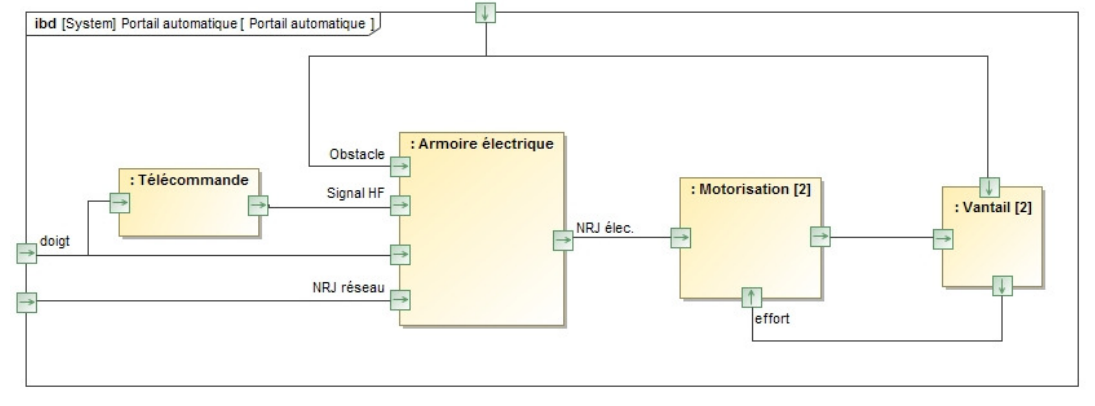 ibd [System] Portail automatique [ Portail automatique ]
: Armoire électrique
Obstacle
: Télécommande
Signal HF
: Motorisation [2]
: Vantail [2]
doigt
NRJ élec.
NRJ réseau
effort